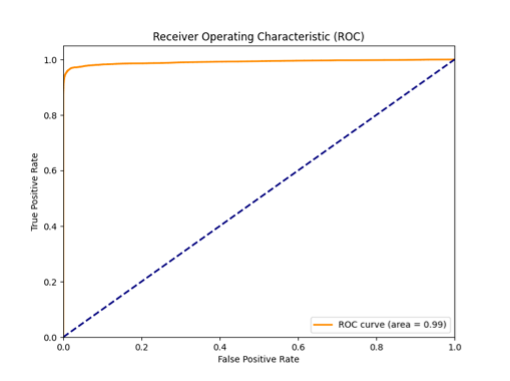 Receiver Operating Characteristic (ROC)
1.0
0.8
0.6
0.4
0.2
0.0
True Positive Rate
ROC curve (area = 0.99)
0.0 0.2 0.4 0.6 0.8 1.0
False Positive Rate